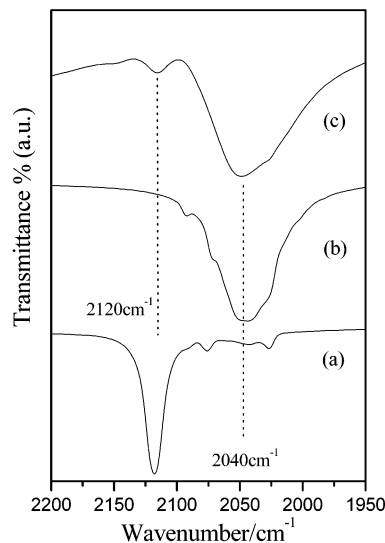 Transmittance % (a.u.)
(c)
(b)
2120cm⁻¹
(a)
2040cm⁻¹
2200 2150 2100 2050 2000 1950
Wavenumber/cm⁻¹